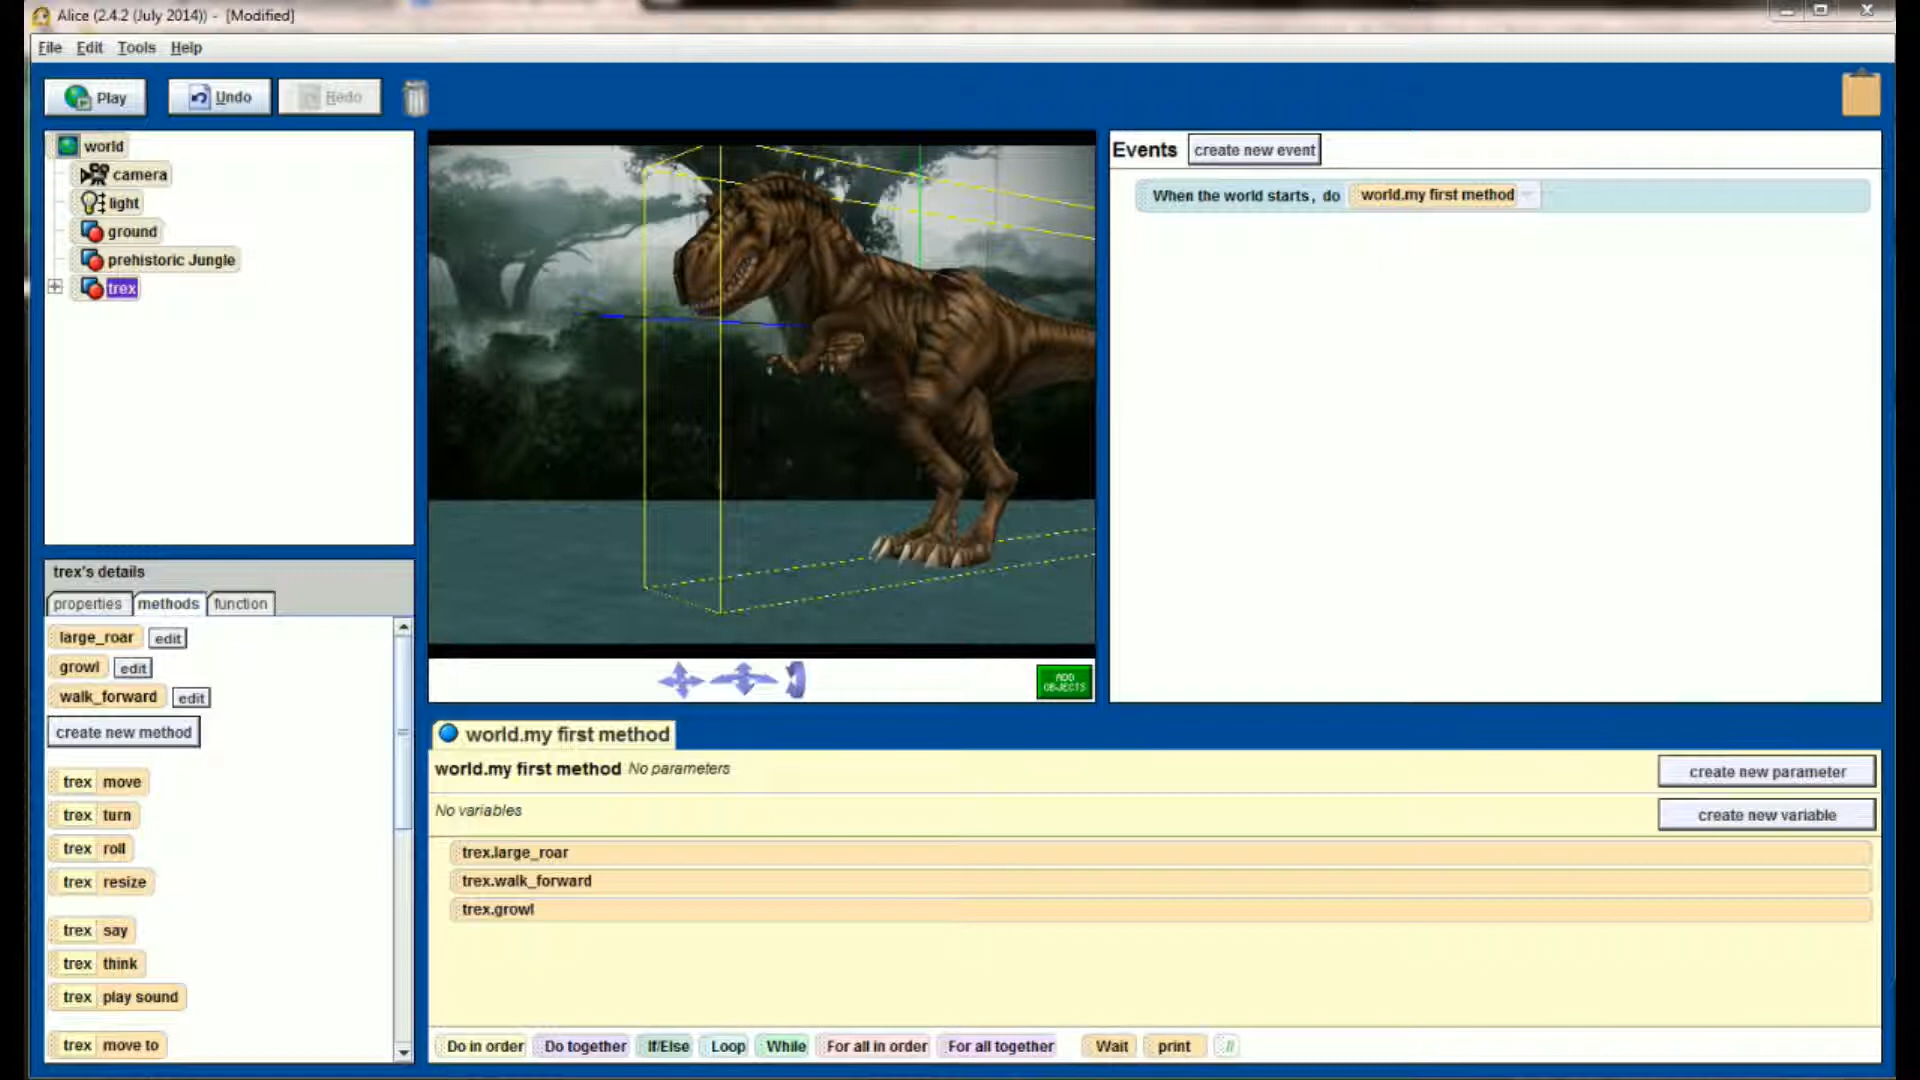 Alice (2.4.2 (July 2014)) - [Modified]
File Edit Tools Help
Play Undo Redo
world
camera
light
ground
prehistoric Jungle
trex
Events create new event
When the world starts, do world.my first method
ADD
OBJECTS
trex's details
properties methods function
large_roar edit
growl edit
walk_forward edit
create new method
trex move
trex turn
trex roll
trex resize
trex say
trex think
trex play sound
trex move to
world.my first method
world.my first method No parameters
create new parameter
No variables
create new variable
trex.large_roar
trex.walk_forward
trex.growl
Do in order Do together If/Else Loop While For all in order For all together Wait print //